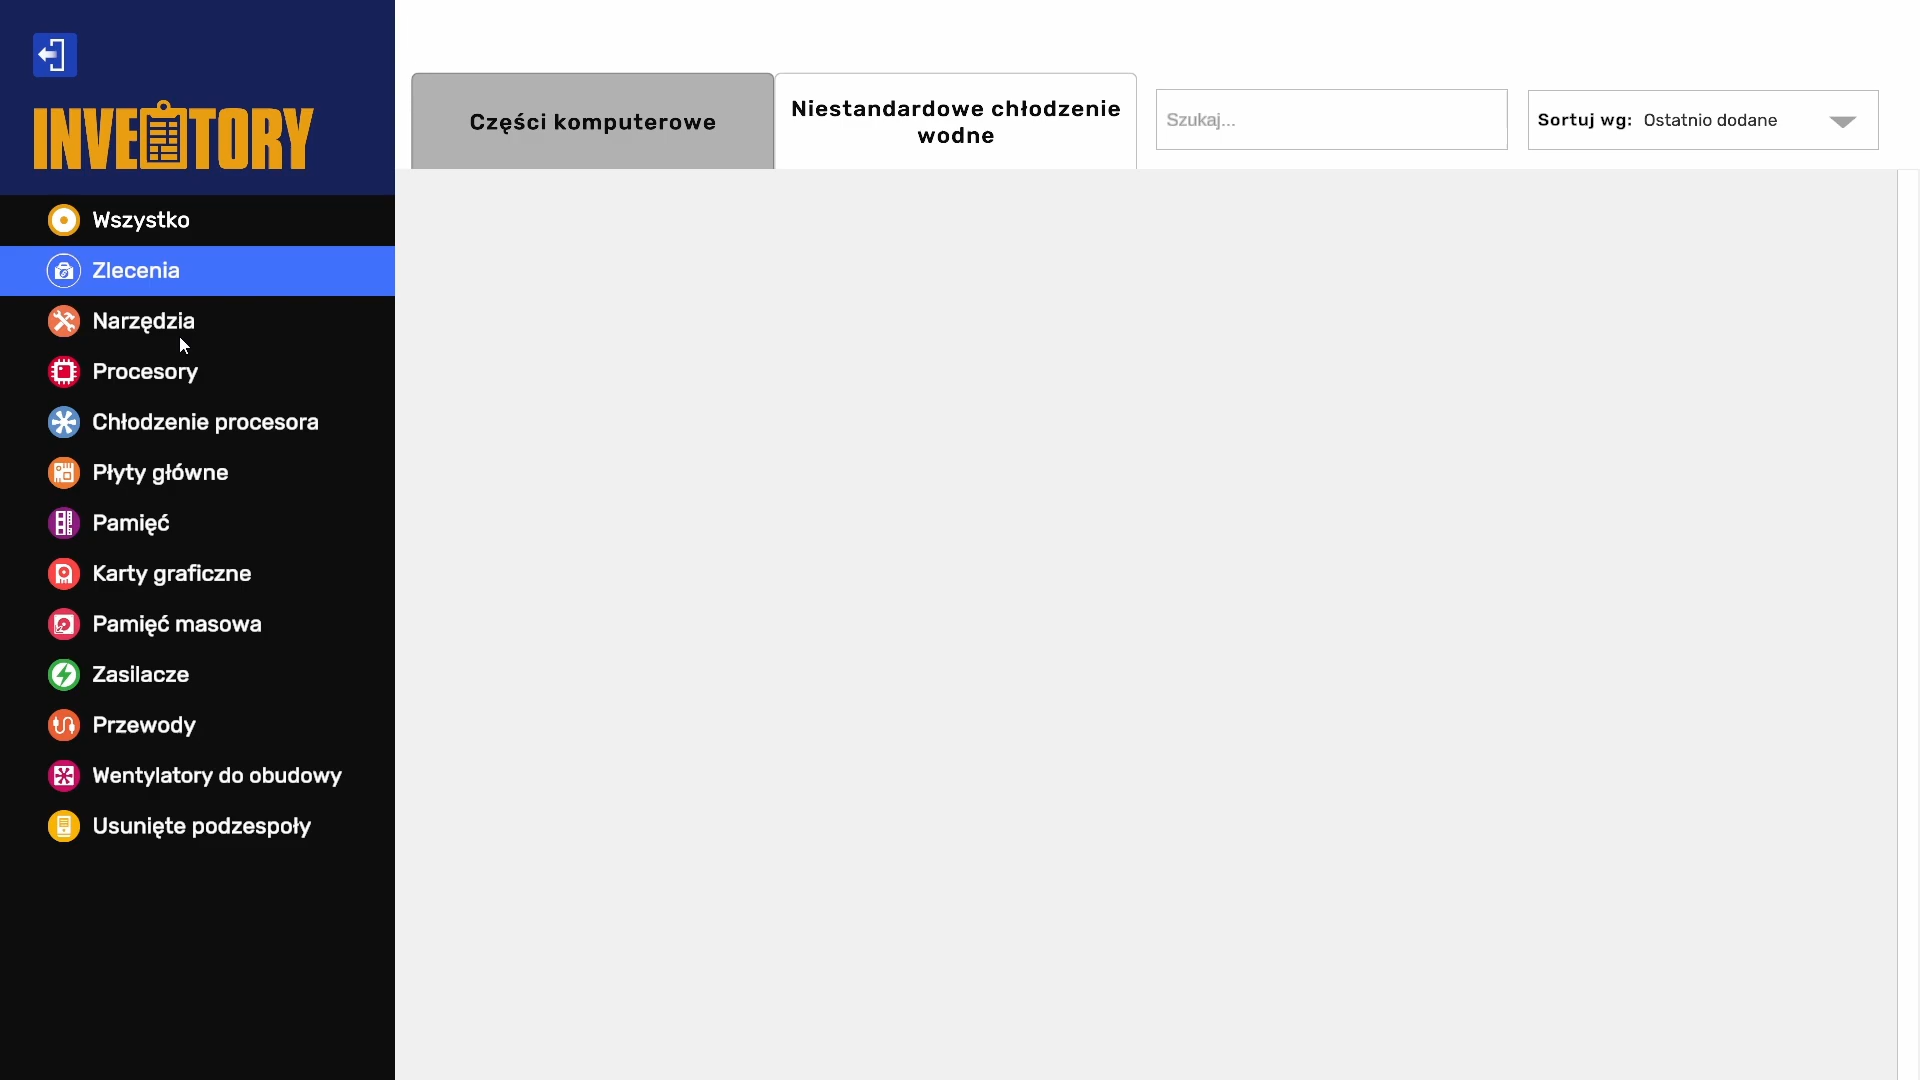 INVENTORY
Części komputerowe
Niestandardowe chłodzenie
wodne
Szukaj...
Sortuj wg: Ostatnio dodane
Wszystko
Zlecenia
Narzędzia
Procesory
Chłodzenie procesora
Płyty główne
Pamięć
Karty graficzne
Pamięć masowa
Zasilacze
Przewody
Wentylatory do obudowy
Usunięte podzespoły